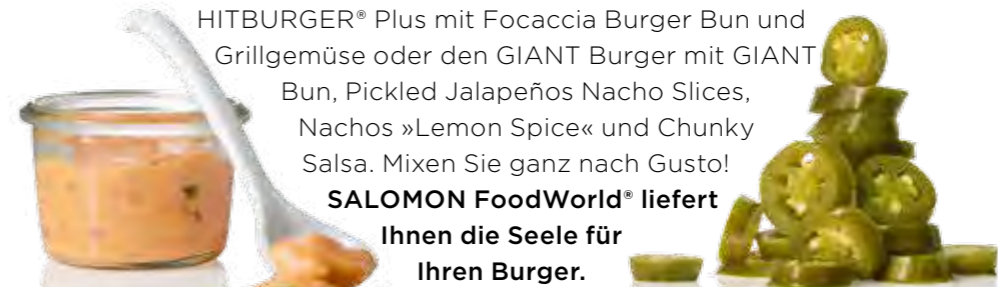 HITBURGER® Plus mit Focaccia Burger Bun und
Grillgemüse oder den GIANT Burger mit GIANT
Bun, Pickled Jalapeños Nacho Slices,
Nachos »Lemon Spice« und Chunky
Salsa. Mixen Sie ganz nach Gusto!
SALOMON FoodWorld® liefert
Ihnen die Seele für
Ihren Burger.